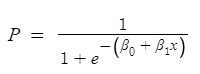 P = 1 / (1 + e^−(β₀ + β₁x))